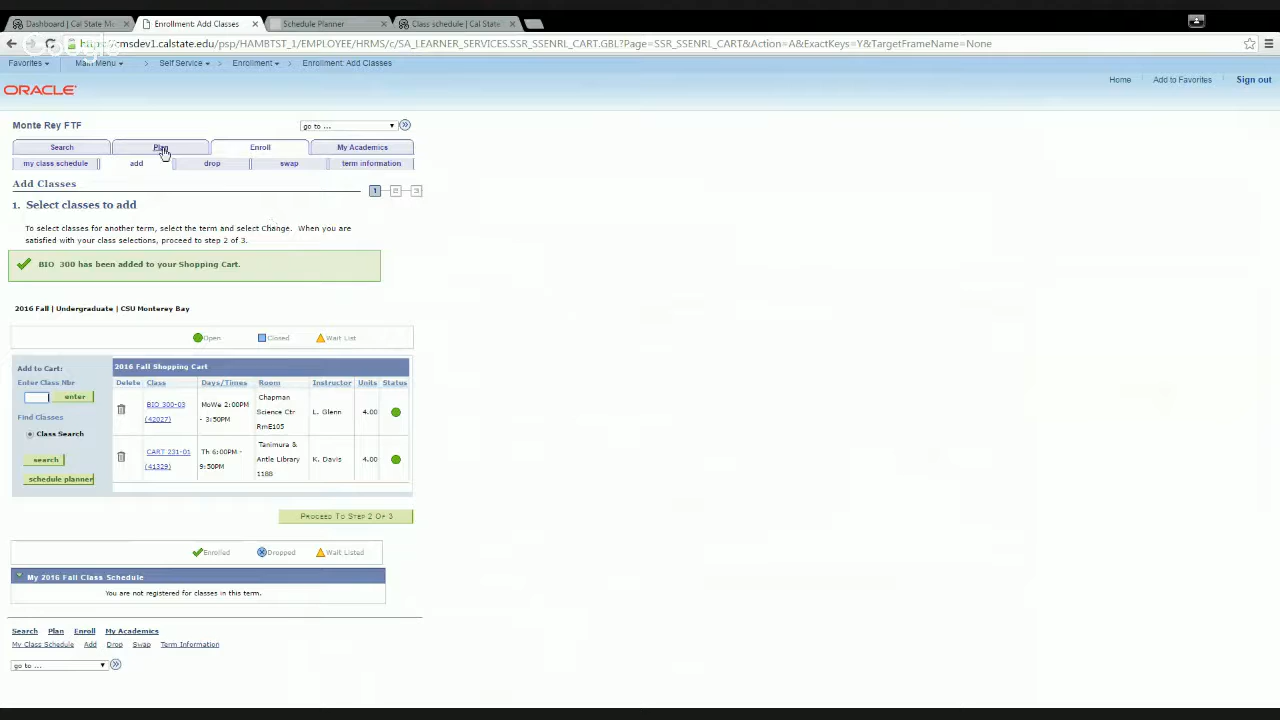 Dashboard | Cal State M
Enrollment: Add Classes
Schedule Planner
Class schedule | Cal State
cmsdev1.calstate.edu/psp/HAMBTST_1/EMPLOYEE/HRMS/c/SA_LEARNER_SERVICES.SSR_SSENRL_CART.GBL?Page=SSR_SSENRL_CART&Action=A&ExactKeys=Y&TargetFrameName=None
Favorites Main Menu > Self Service > Enrollment > Enrollment: Add Classes
ORACLE
Home Add to Favorites Sign out
Monte Rey FTF go to ...
Search Plan Enroll My Academics
my class schedule add drop swap term information
Add Classes 1 2 3
1. Select classes to add
To select classes for another term, select the term and select Change. When you are
satisfied with your class selections, proceed to step 2 of 3.
BIO 300 has been added to your Shopping Cart.
2016 Fall | Undergraduate | CSU Monterey Bay
Open Closed Wait List
Add to Cart:
Enter Class Nbr
enter
Find Classes
Class Search
search
schedule planner
2016 Fall Shopping Cart
Delete Class Days/Times Room Instructor Units Status
BIO 300-03
(42027)
MoWe 2:00PM
- 3:50PM
Chapman
Science Ctr
RmE105
L. Glenn
4.00
CART 231-01
(41329)
Th 6:00PM -
9:50PM
Tanimura &
Antle Library
1188
K. Davis
4.00
PROCEED TO STEP 2 OF 3
Enrolled Dropped Wait Listed
My 2016 Fall Class Schedule
You are not registered for classes in this term.
Search Plan Enroll My Academics
My Class Schedule Add Drop Swap Term Information
go to ...